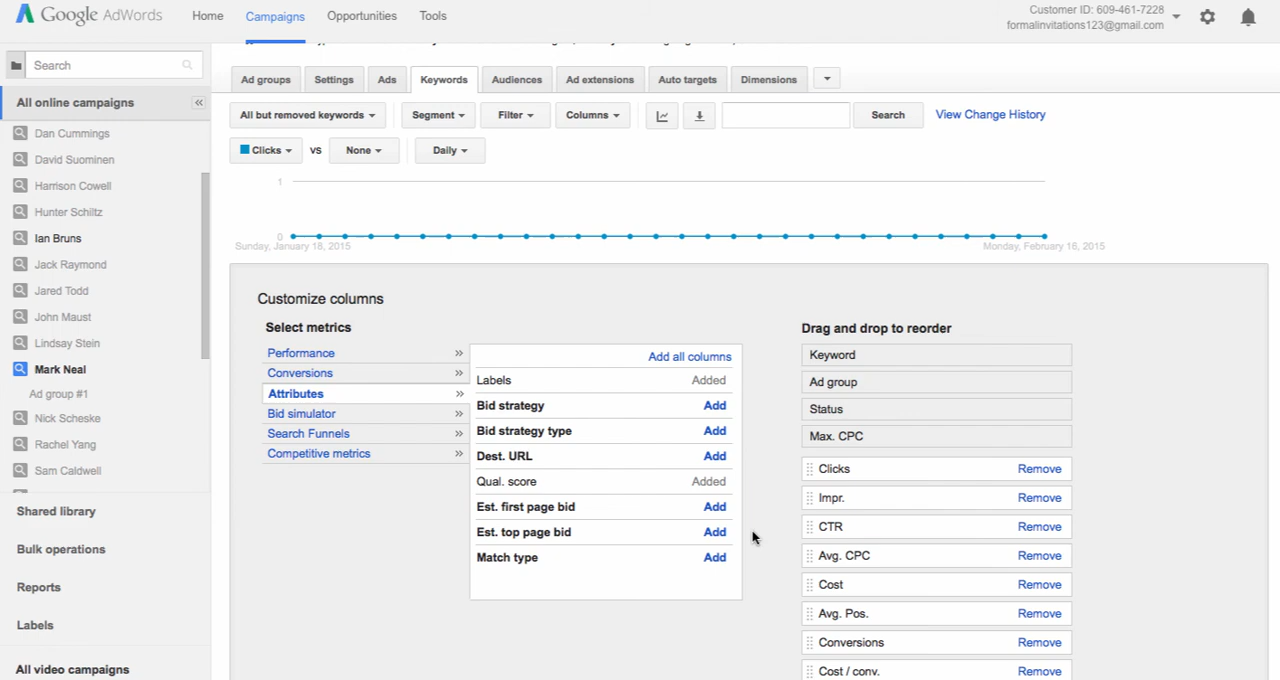 Google AdWords
Home
Campaigns
Opportunities
Tools
Customer ID: 609-461-7228
formalinvitations123@gmail.com
Search
All online campaigns
Dan Cummings
David Suominen
Harrison Cowell
Hunter Schiltz
Ian Bruns
Jack Raymond
Jared Todd
John Maust
Lindsay Stein
Mark Neal
Ad group #1
Nick Scheske
Rachel Yang
Sam Caldwell
Shared library
Bulk operations
Reports
Labels
All video campaigns
Ad groups
Settings
Ads
Keywords
Audiences
Ad extensions
Auto targets
Dimensions
All but removed keywords
Segment
Filter
Columns
Search
View Change History
Clicks
VS
None
Daily
1
0
Sunday, January 18, 2015
Monday, February 16, 2015
Customize columns
Select metrics
Performance »
Conversions »
Attributes »
Bid simulator »
Search Funnels »
Competitive metrics »
Add all columns
Labels Added
Bid strategy Add
Bid strategy type Add
Dest. URL Add
Qual. score Added
Est. first page bid Add
Est. top page bid Add
Match type Add
Drag and drop to reorder
Keyword
Ad group
Status
Max. CPC
Clicks Remove
Impr. Remove
CTR Remove
Avg. CPC Remove
Cost Remove
Avg. Pos. Remove
Conversions Remove
Cost / conv. Remove